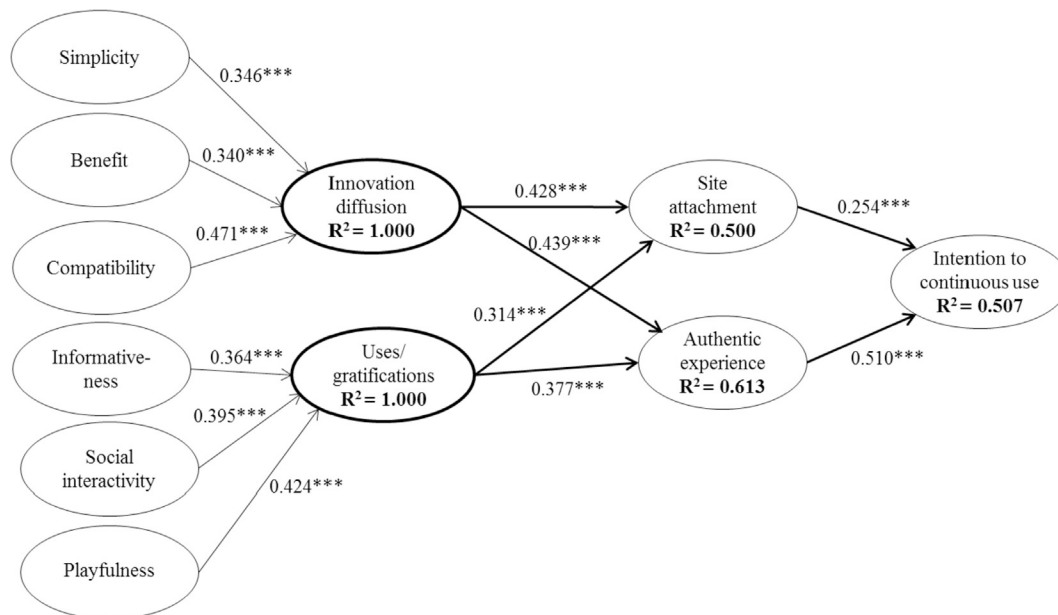 Simplicity
0.346***
Benefit
0.340***
Innovation
diffusion
R² = 1.000
0.471***
Compatibility
0.428***
Site
attachment
R² = 0.500
0.254***
0.439***
Intention to
continuous use
R² = 0.507
Informative-
ness
0.364***
Uses/
gratifications
R² = 1.000
0.314***
0.377***
Authentic
experience
R² = 0.613
0.510***
0.395***
Social
interactivity
0.424***
Playfulness